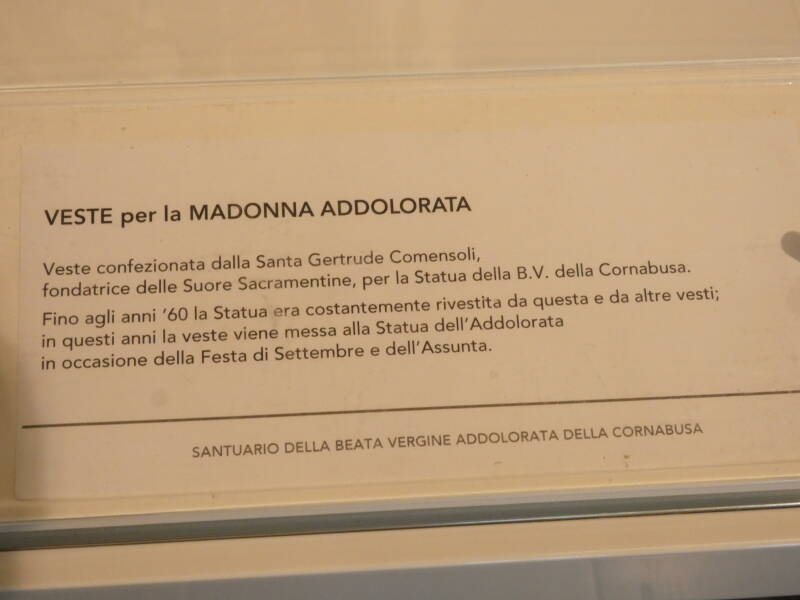 VESTE per la MADONNA ADDOLORATA
Veste confezionata dalla Santa Gertrude Comensoli,
fondatrice delle Suore Sacramentine, per la Statua della B.V. della Cornabusa.
Fino agli anni '60 la Statua era costantemente rivestita da questa e da altre vesti;
in questi anni la veste viene messa alla Statua dell'Addolorata
in occasione della Festa di Settembre e dell'Assunta.
SANTUARIO DELLA BEATA VERGINE ADDOLORATA DELLA CORNABUSA